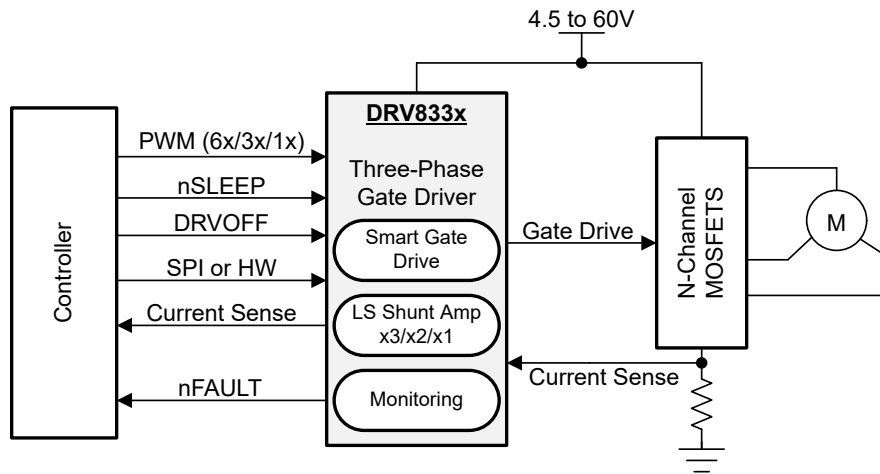 4.5 to 60V
DRV833x
PWM (6x/3x/1x)
Three-Phase
Gate Driver
nSLEEP
DRVOFF
Smart Gate
Drive
Gate Drive
M
N-Channel
MOSFETS
Controller
SPI or HW
Current Sense
LS Shunt Amp
x3/x2/x1
Current Sense
nFAULT
Monitoring